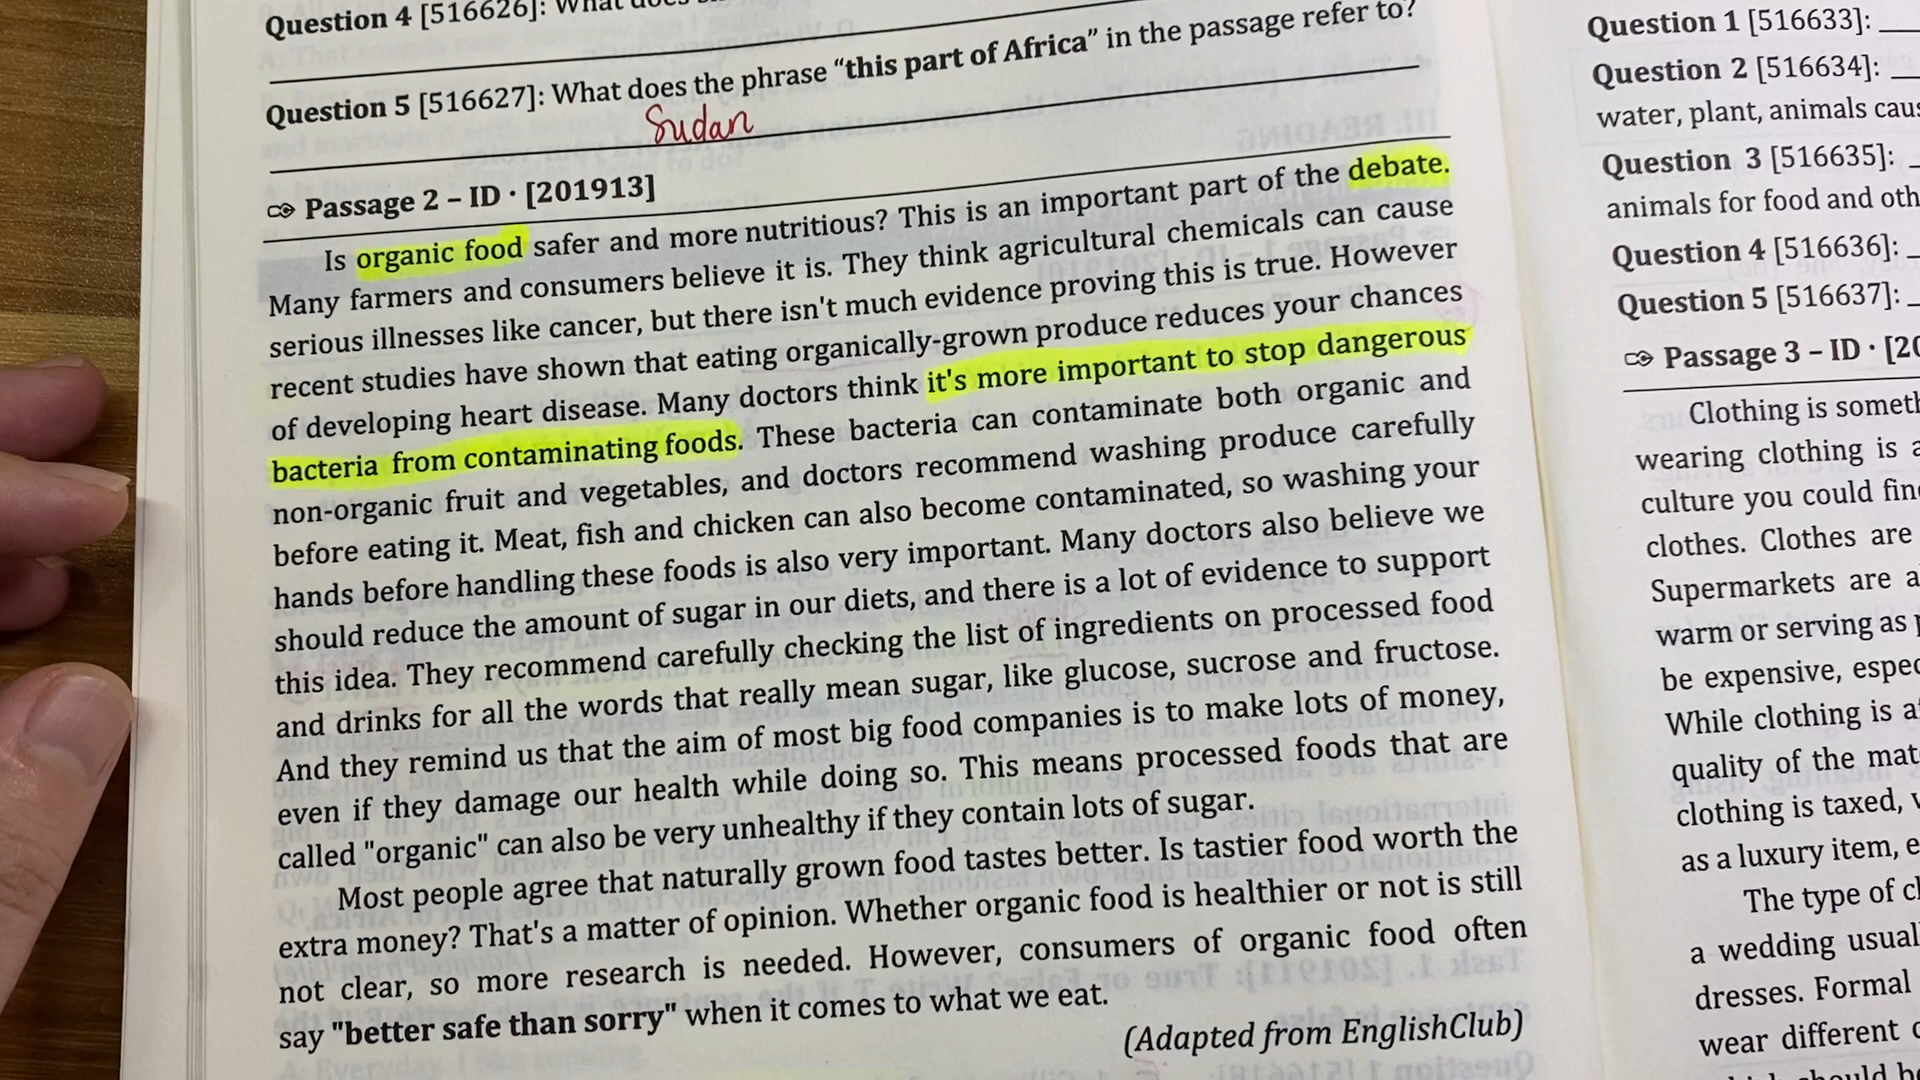 Question 4 [516626]: What does
Question 5 [516627]: What does the phrase “this part of Africa” in the passage refer to?
Sudan
Passage 2 – ID · [201913]
Is organic food safer and more nutritious? This is an important part of the debate.
Many farmers and consumers believe it is. They think agricultural chemicals can cause
serious illnesses like cancer, but there isn't much evidence proving this is true. However
recent studies have shown that eating organically-grown produce reduces your chances
of developing heart disease. Many doctors think it's more important to stop dangerous
bacteria from contaminating foods. These bacteria can contaminate both organic and
non-organic fruit and vegetables, and doctors recommend washing produce carefully
before eating it. Meat, fish and chicken can also become contaminated, so washing your
hands before handling these foods is also very important. Many doctors also believe we
should reduce the amount of sugar in our diets, and there is a lot of evidence to support
this idea. They recommend carefully checking the list of ingredients on processed food
and drinks for all the words that really mean sugar, like glucose, sucrose and fructose.
And they remind us that the aim of most big food companies is to make lots of money,
even if they damage our health while doing so. This means processed foods that are
called "organic" can also be very unhealthy if they contain lots of sugar.
Most people agree that naturally grown food tastes better. Is tastier food worth the
extra money? That's a matter of opinion. Whether organic food is healthier or not is still
not clear, so more research is needed. However, consumers of organic food often
say "better safe than sorry" when it comes to what we eat.
(Adapted from EnglishClub)
Question 1 [516633]:
Question 2 [516634]:
water, plant, animals
Question 3 [516635]:
animals for food and
Question 4 [516636]:
Question 5 [516637]:
Passage 3 – ID ·
Clothing is
wearing clothing is
culture you could
clothes. Clothes are
Supermarkets are
warm or serving as
be expensive,
While clothing is
quality of the
clothing is taxed,
as a luxury item,
The type of
a wedding
dresses. Formal
wear different